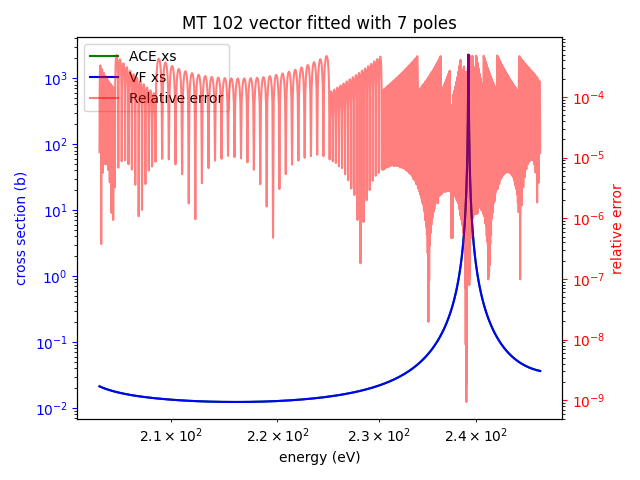 MT 102 vector fitted with 7 poles
ACE xs
VF xs
Relative error
cross section (b)
10³
10²
10¹
10⁰
10⁻¹
10⁻²
relative error
10⁻⁴
10⁻⁵
10⁻⁶
10⁻⁷
10⁻⁸
10⁻⁹
2.1 × 10² 2.2 × 10² 2.3 × 10² 2.4 × 10²
energy (eV)